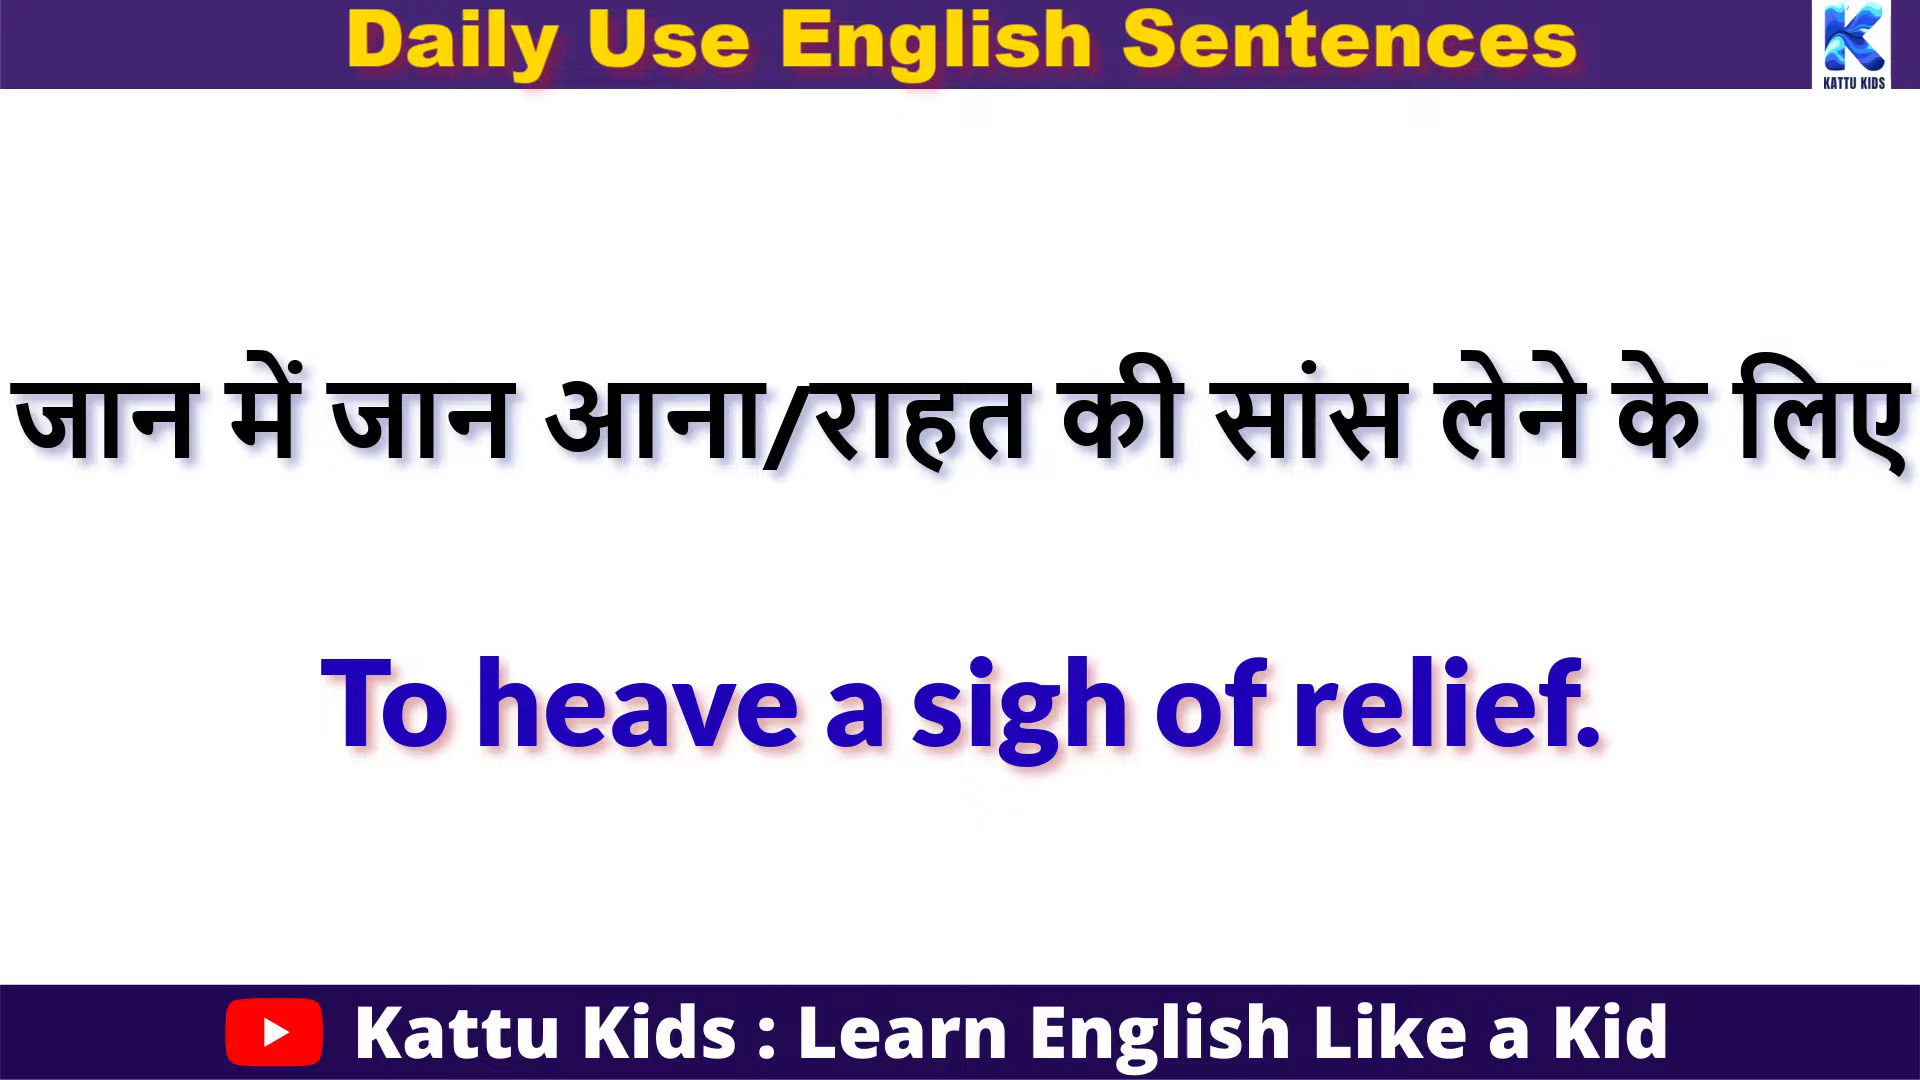 Daily Use English Sentences
KATTU KIDS
जान में जान आना/राहत की सांस लेने के लिए
To heave a sigh of relief.
Kattu Kids : Learn English Like a Kid